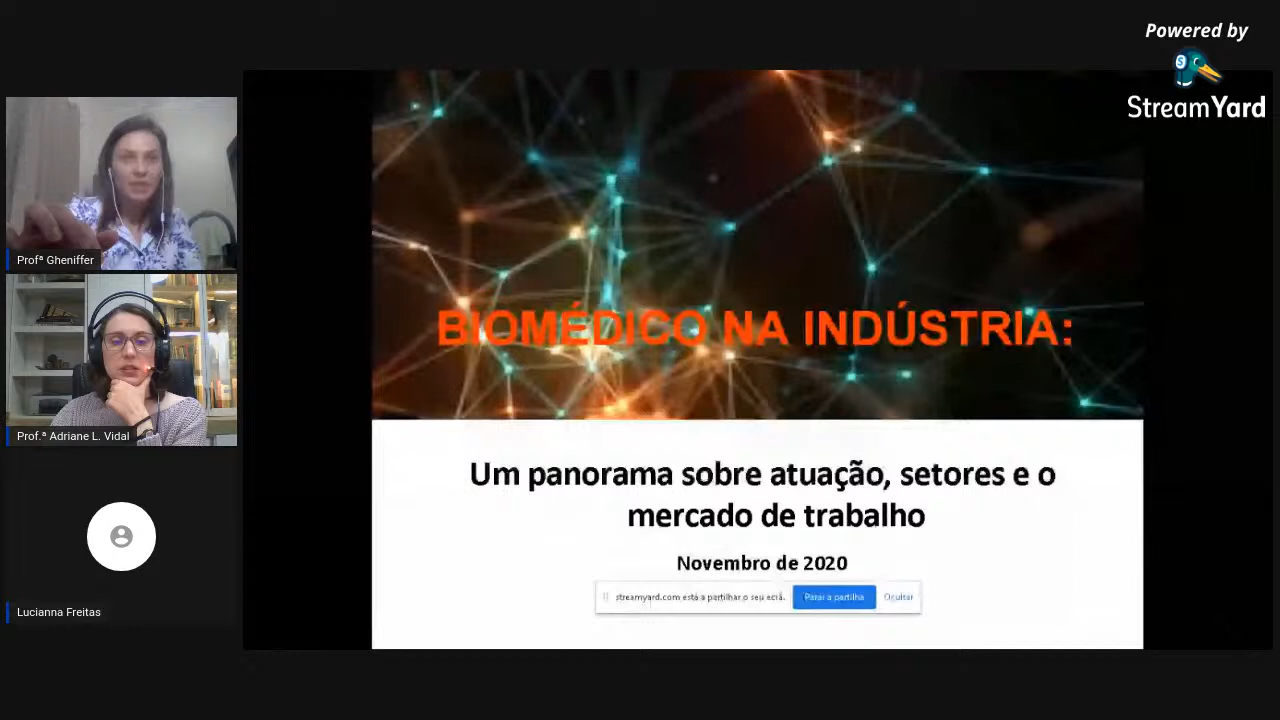 Powered by
StreamYard
Profª Gheniffer
Prof.ª Adriane L. Vidal
Lucianna Freitas
BIOMÉDICO NA INDÚSTRIA:
Um panorama sobre atuação, setores e o
mercado de trabalho
Novembro de 2020
streamyard.com está a partilhar o seu ecrã. Parar a partilha Ocultar